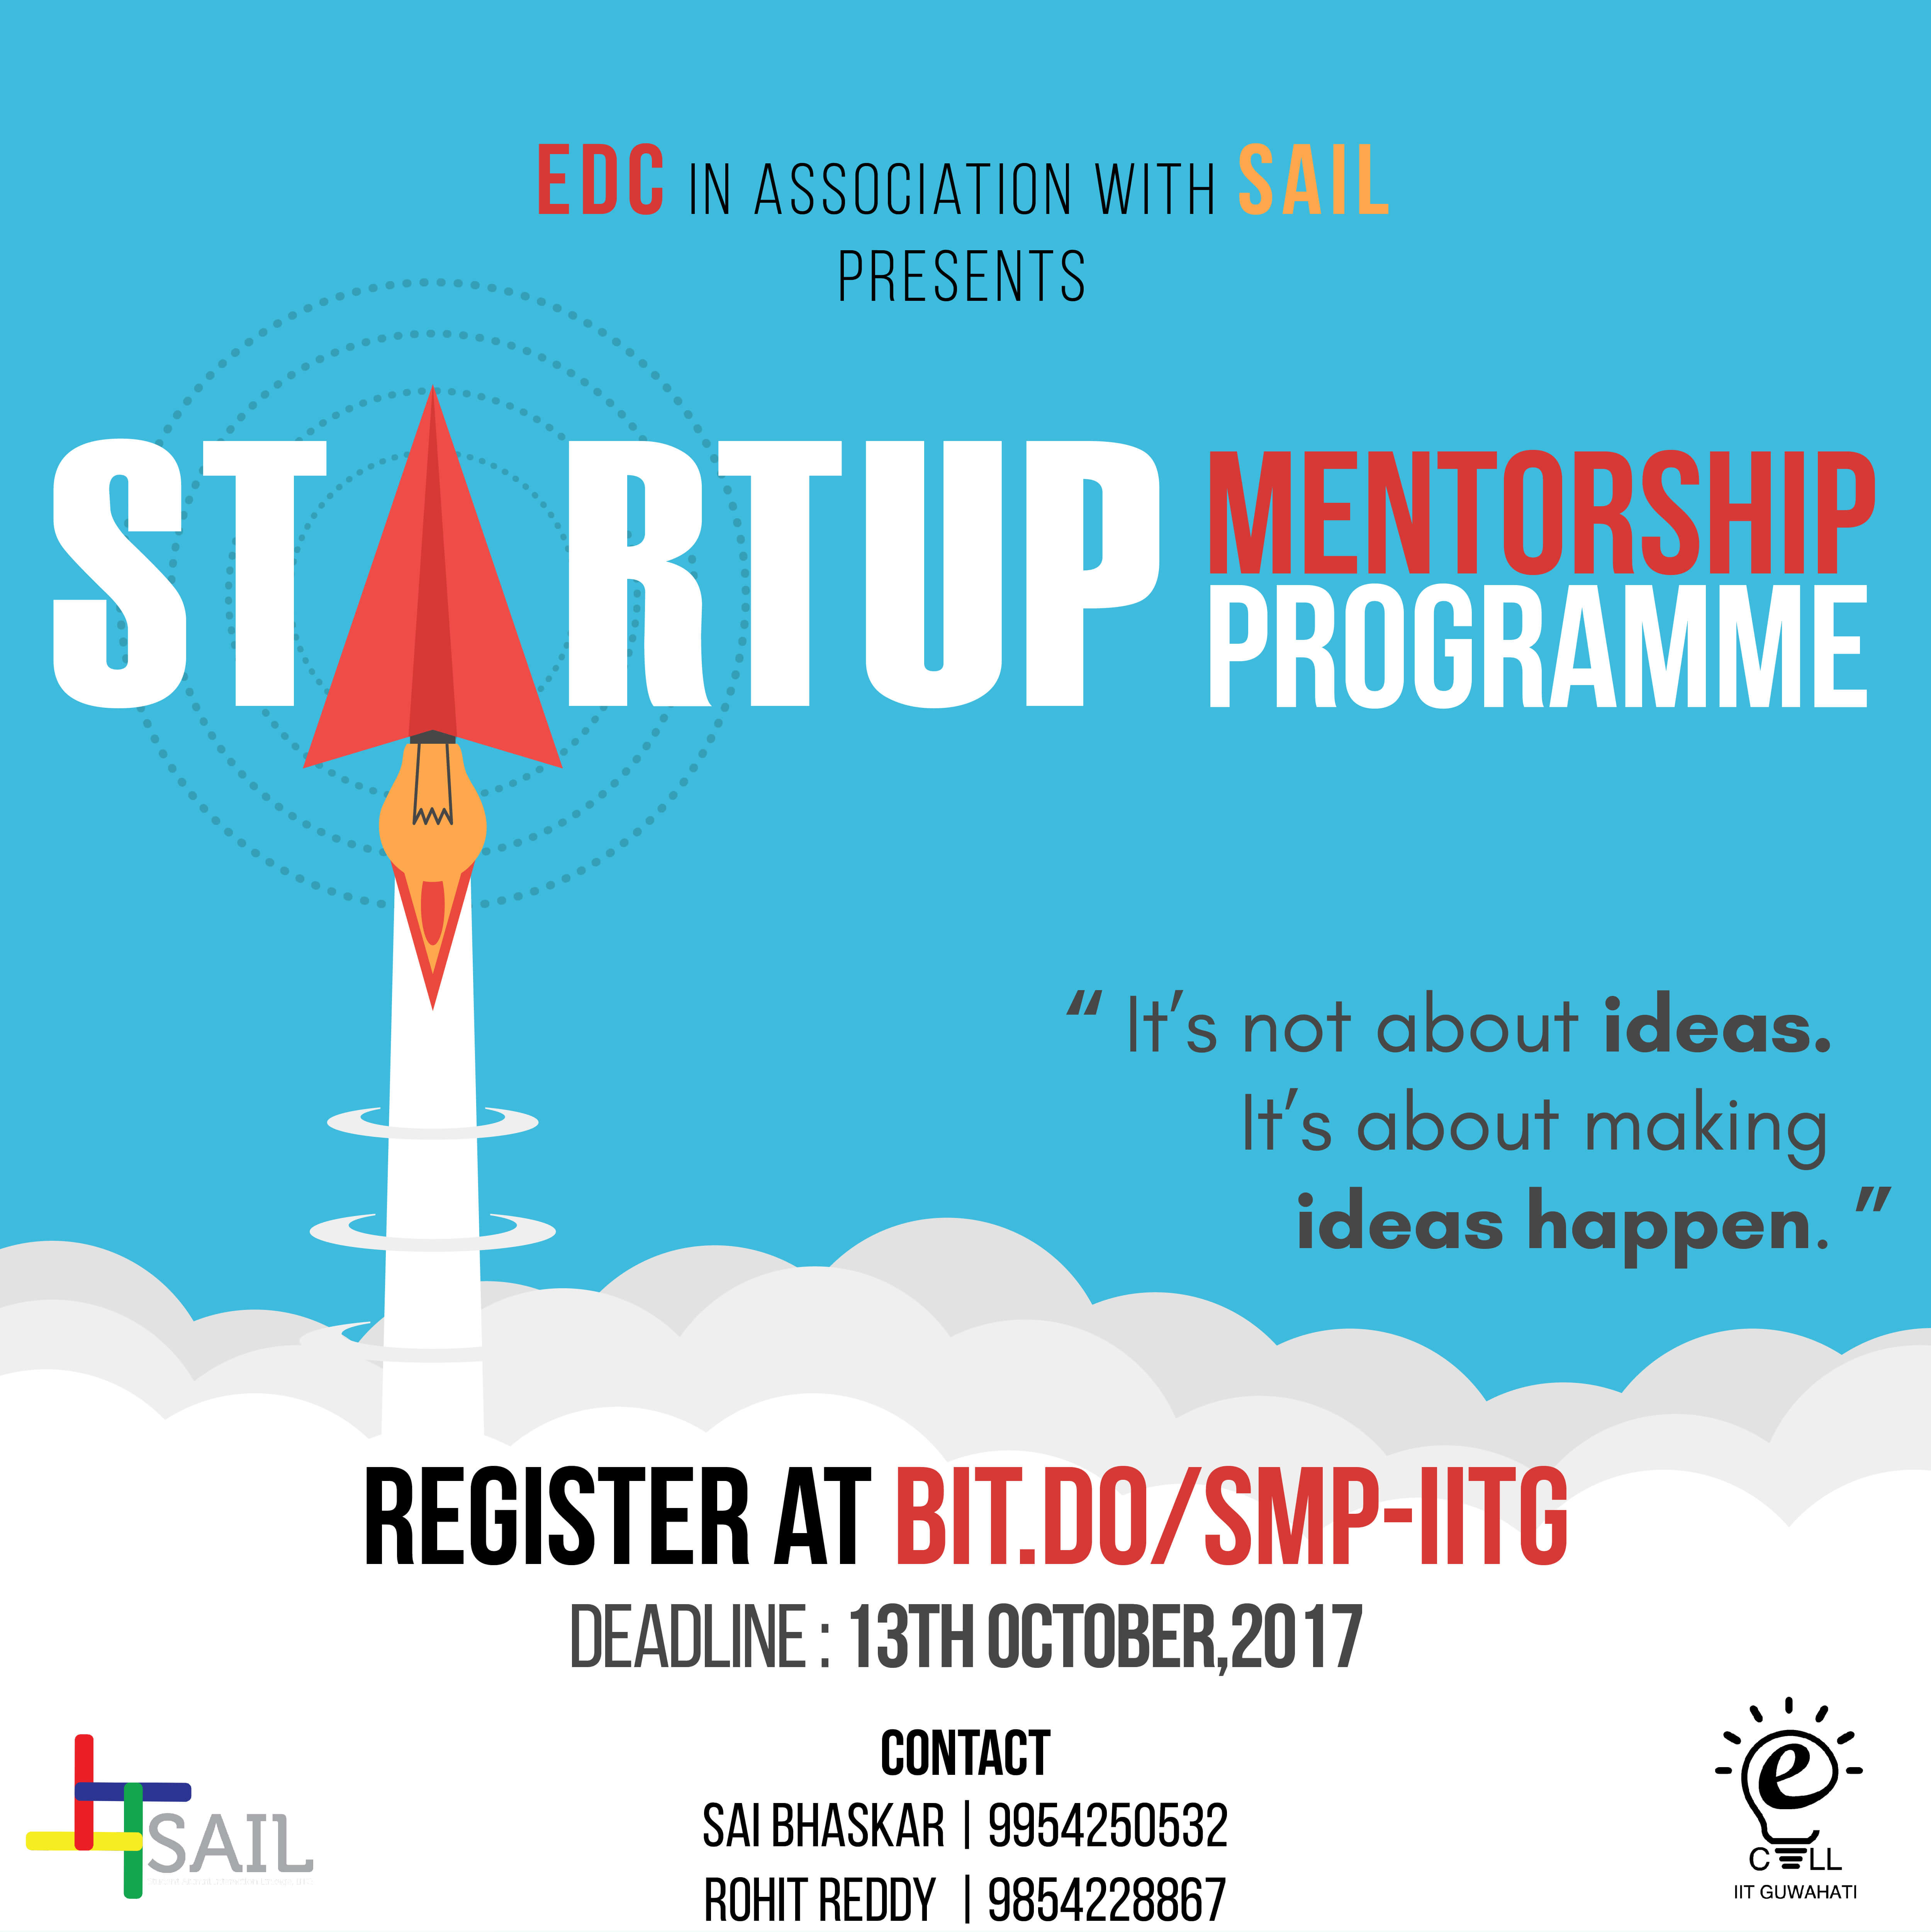 EDC IN ASSOCIATION WITH SAIL
PRESENTS
STARTUP
MENTORSHIP
PROGRAMME
“ It's not about ideas.
It's about making
ideas happen. ”
REGISTER AT BIT.DO/SMP-IITG
DEADLINE : 13TH OCTOBER,2017
CONTACT
SAI BHASKAR | 9954250532
ROHIT REDDY | 9854228867
SAIL
e
CELL
IIT GUWAHATI